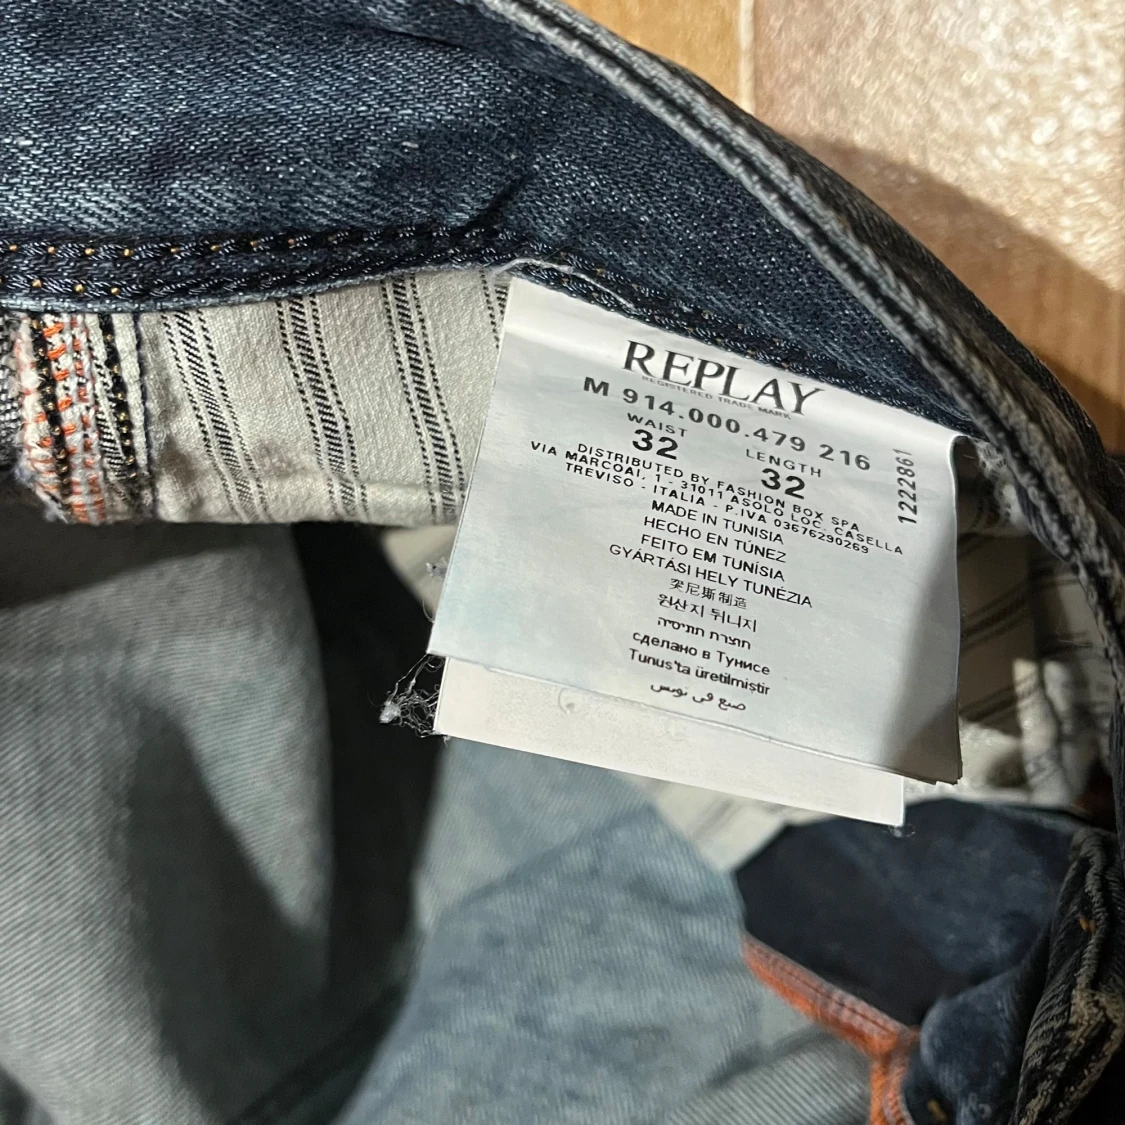 REPLAY
REGISTERED TRADE MARK
M 914.000.479 216
WAIST
32
LENGTH
32
1222861
DISTRIBUTED BY FASHION BOX SPA
VIA MARCOAI, 1 - 31011 ASOLO LOC. CASELLA
TREVISO - ITALIA - P.IVA 03676290269
MADE IN TUNISIA
HECHO EN TÚNEZ
FEITO EM TUNÍSIA
GYÁRTÁSI HELY TUNÉZIA
突尼斯制造
원산지 튀니지
תוצרת תוניסיה
сделано в Тунисе
Tunus'ta üretilmiştir
صنع في تونس